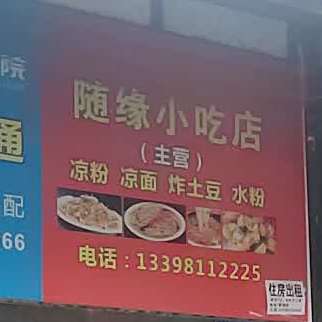 院
通
配
66
随缘小吃店
（主营）
凉粉 凉面 炸土豆 水粉
电话：13398112225
住房出租